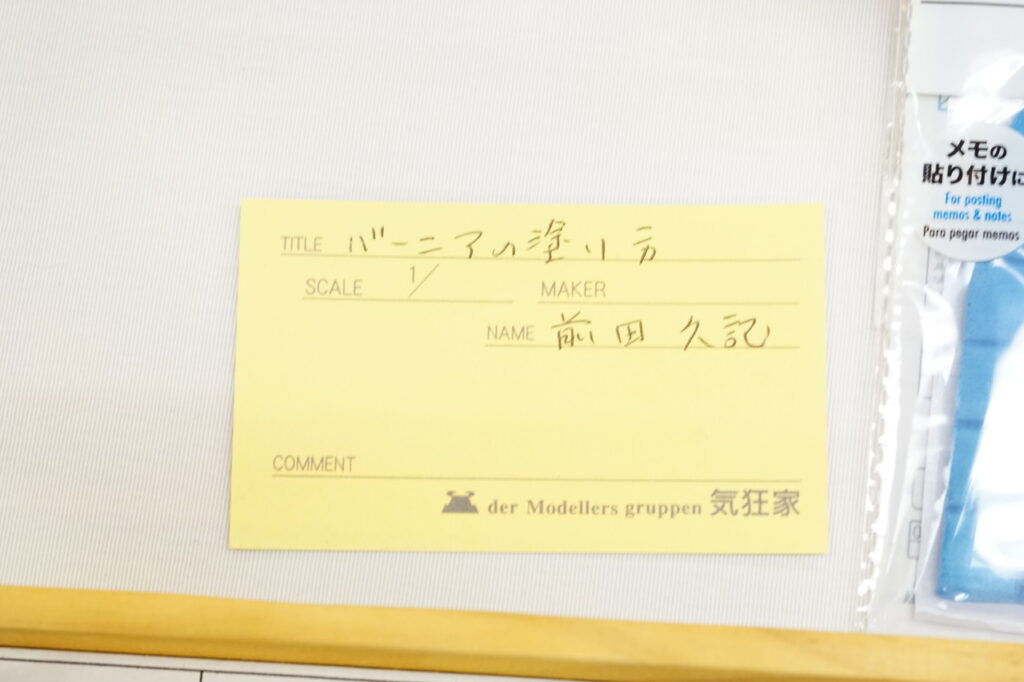 TITLE バーニアの塗り方
SCALE 1/ MAKER
NAME 前田 久記
COMMENT
der Modellers gruppen 気狂家
メモの
貼り付けに
For posting
memos & notes
Para pegar memos